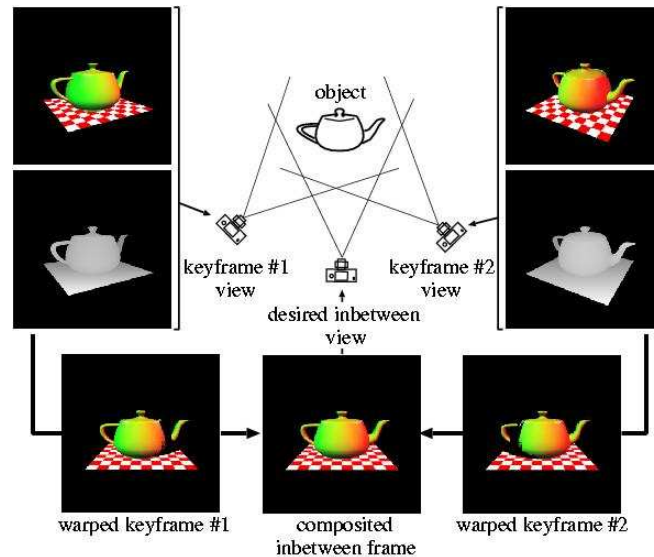 object
keyframe #1
view
keyframe #2
view
desired inbetween
view
warped keyframe #1
composited
inbetween frame
warped keyframe #2